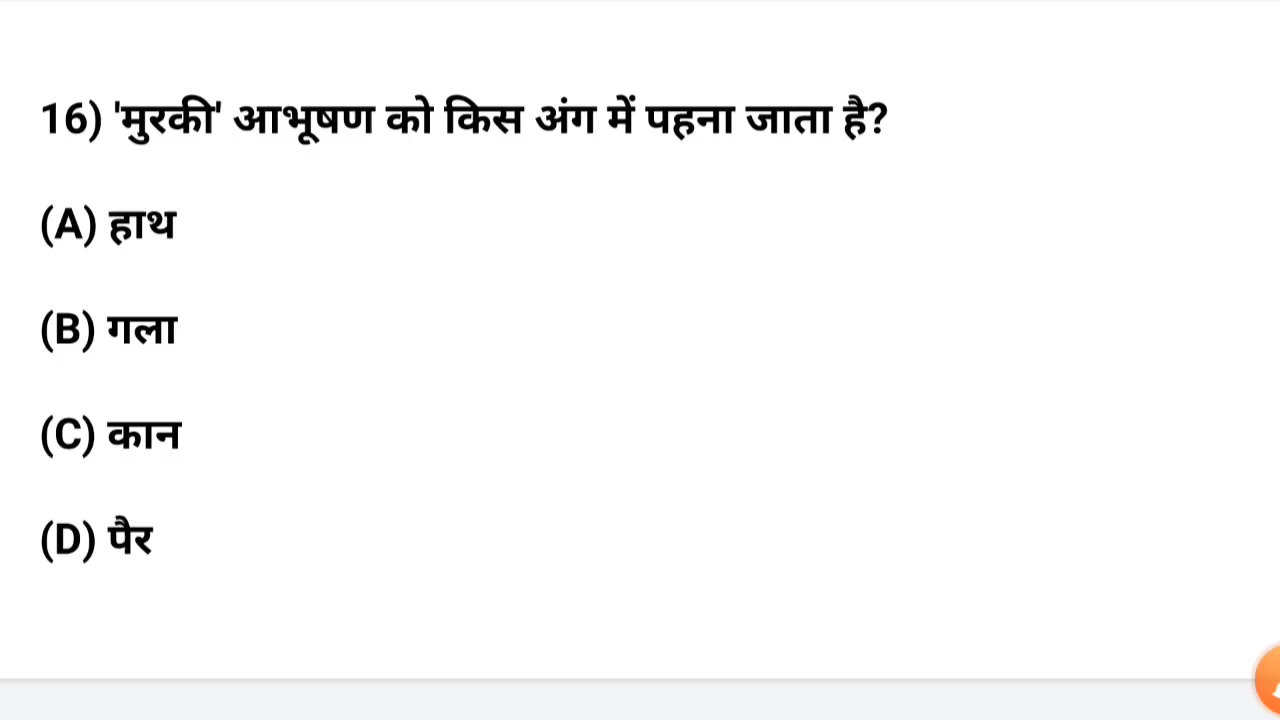 16) 'मुरकी' आभूषण को किस अंग में पहना जाता है?
(A) हाथ
(B) गला
(C) कान
(D) पैर